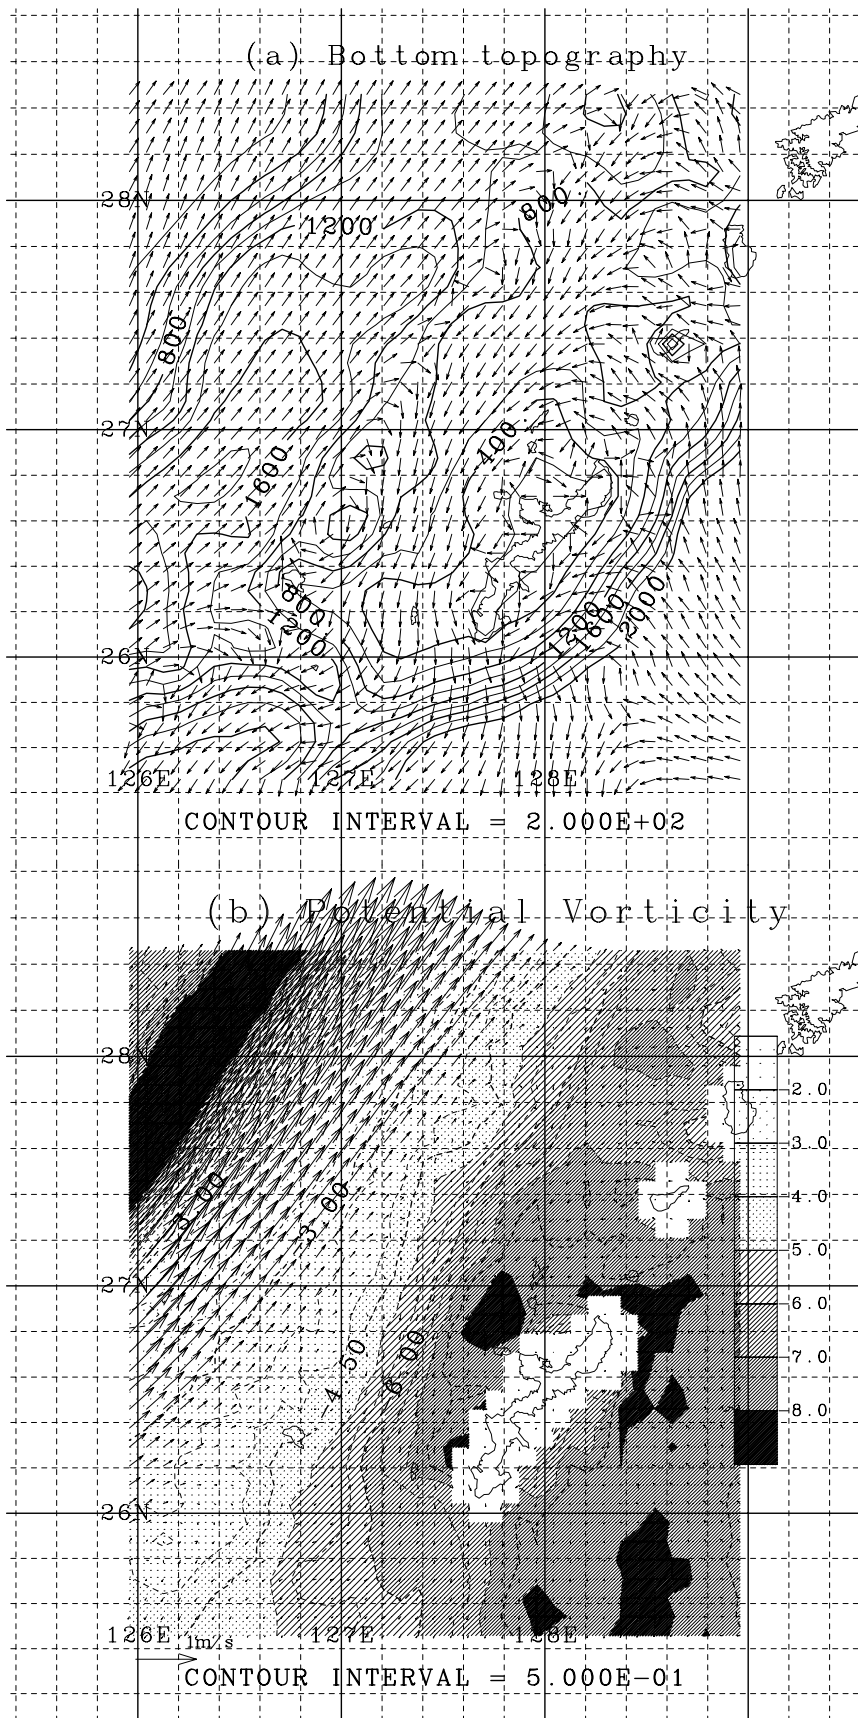 (a) Bottom topography
28N
800
1200
800
27N
400
1600
800
1200
1200
1600
2000
26N
126E 127E 128E
CONTOUR INTERVAL = 2.000E+02
(b) Potential Vorticity
28N
2.0
3.0
4.0
5.0
6.0
7.0
8.0
3.00
-3.00
27N
-4.50
-6.00
26N
126E 127E 128E
1m/s
CONTOUR INTERVAL = 5.000E-01